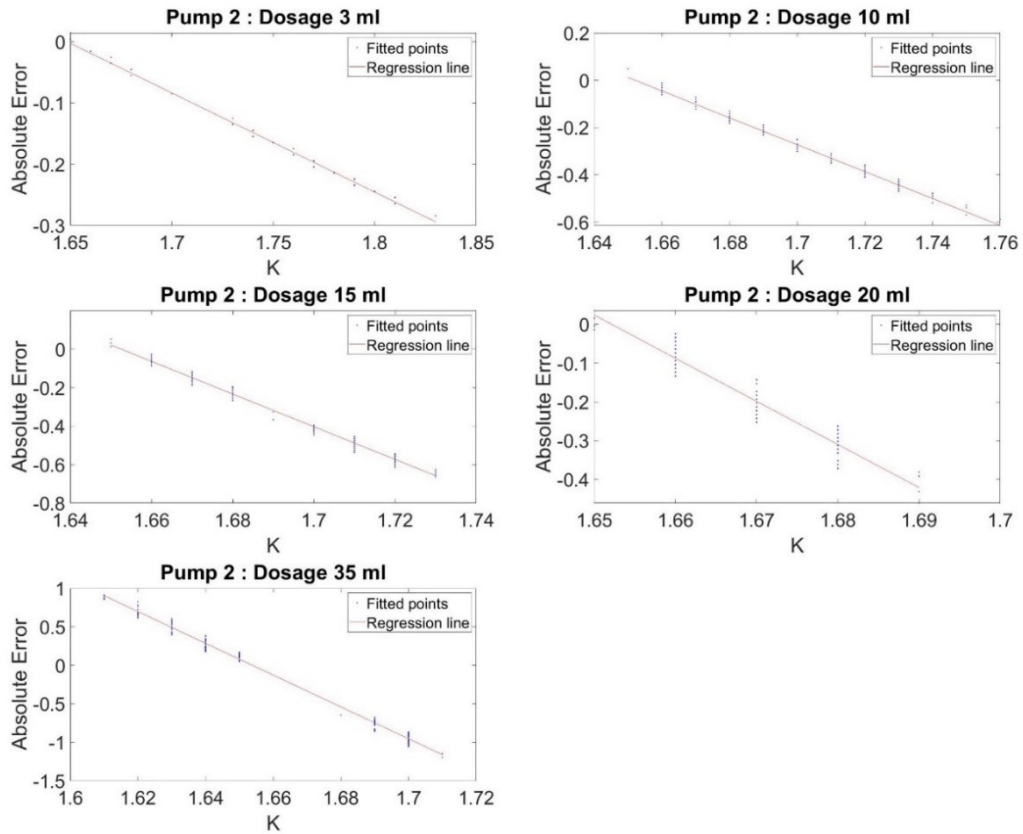 Pump 2 : Dosage 3 ml
0
-0.1
-0.2
-0.3
Absolute Error
1.65 1.7 1.75 1.8 1.85
K
Fitted points
Regression line
Pump 2 : Dosage 10 ml
0.2
0
-0.2
-0.4
-0.6
Absolute Error
1.64 1.66 1.68 1.7 1.72 1.74 1.76
K
Fitted points
Regression line
Pump 2 : Dosage 15 ml
0
-0.2
-0.4
-0.6
-0.8
Absolute Error
1.64 1.66 1.68 1.7 1.72 1.74
K
Fitted points
Regression line
Pump 2 : Dosage 20 ml
0
-0.1
-0.2
-0.3
-0.4
Absolute Error
1.65 1.66 1.67 1.68 1.69 1.7
K
Fitted points
Regression line
Pump 2 : Dosage 35 ml
1
0.5
0
-0.5
-1
-1.5
Absolute Error
1.6 1.62 1.64 1.66 1.68 1.7 1.72
K
Fitted points
Regression line